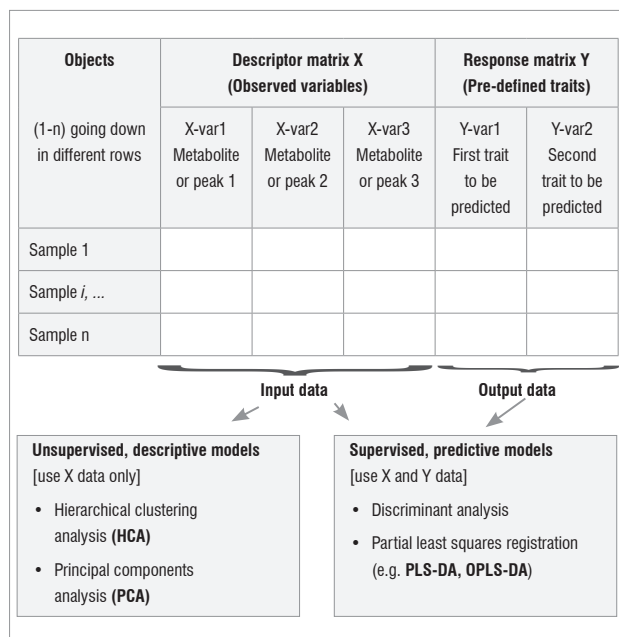 Objects
Descriptor matrix X
(Observed variables)
Response matrix Y
(Pre-defined traits)
(1-n) going down
in different rows
X-var1
Metabolite
or peak 1
X-var2
Metabolite
or peak 2
X-var3
Metabolite
or peak 3
Y-var1
First trait
to be
predicted
Y-var2
Second
trait to be
predicted
Sample 1
Sample i, ...
Sample n
Input data
Output data
Unsupervised, descriptive models
[use X data only]
• Hierarchical clustering
analysis (HCA)
• Principal components
analysis (PCA)
Supervised, predictive models
[use X and Y data]
• Discriminant analysis
• Partial least squares registration
(e.g. PLS-DA, OPLS-DA)